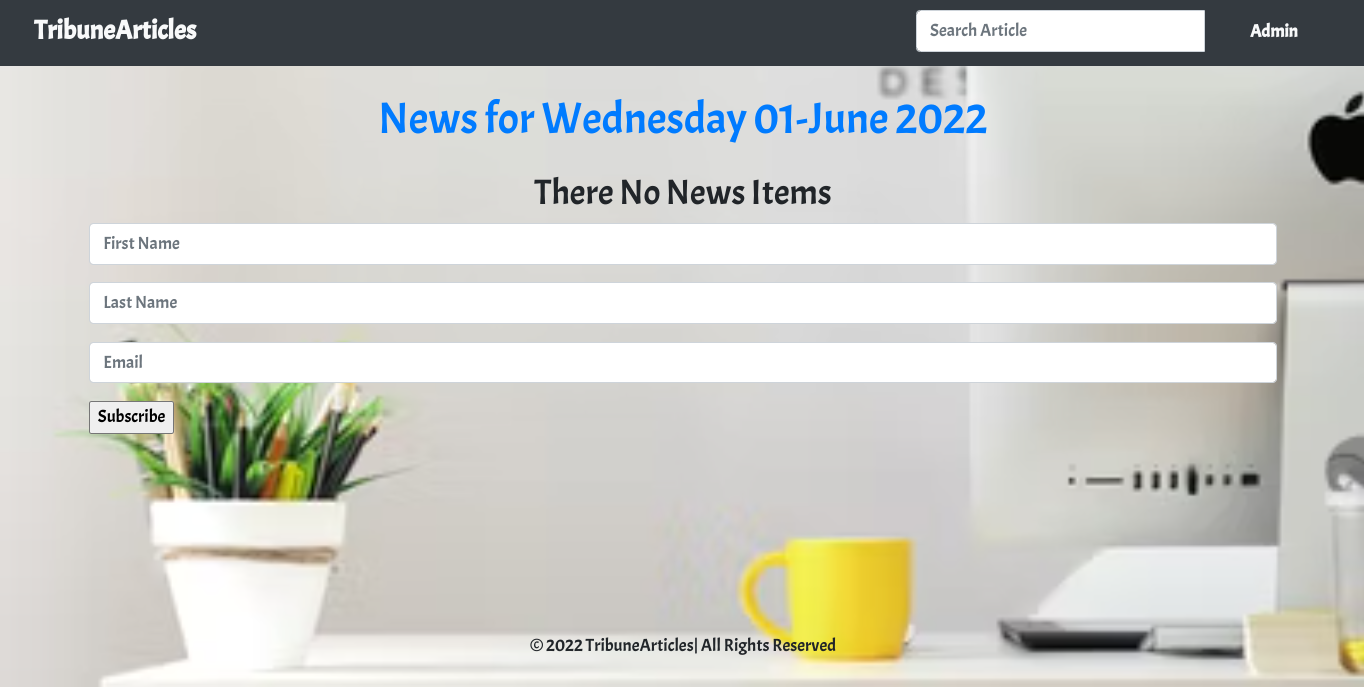 TribuneArticles
Search Article
Admin
DES
News for Wednesday 01-June 2022
There No News Items
First Name
Last Name
Email
Subscribe
© 2022 TribuneArticles| All Rights Reserved